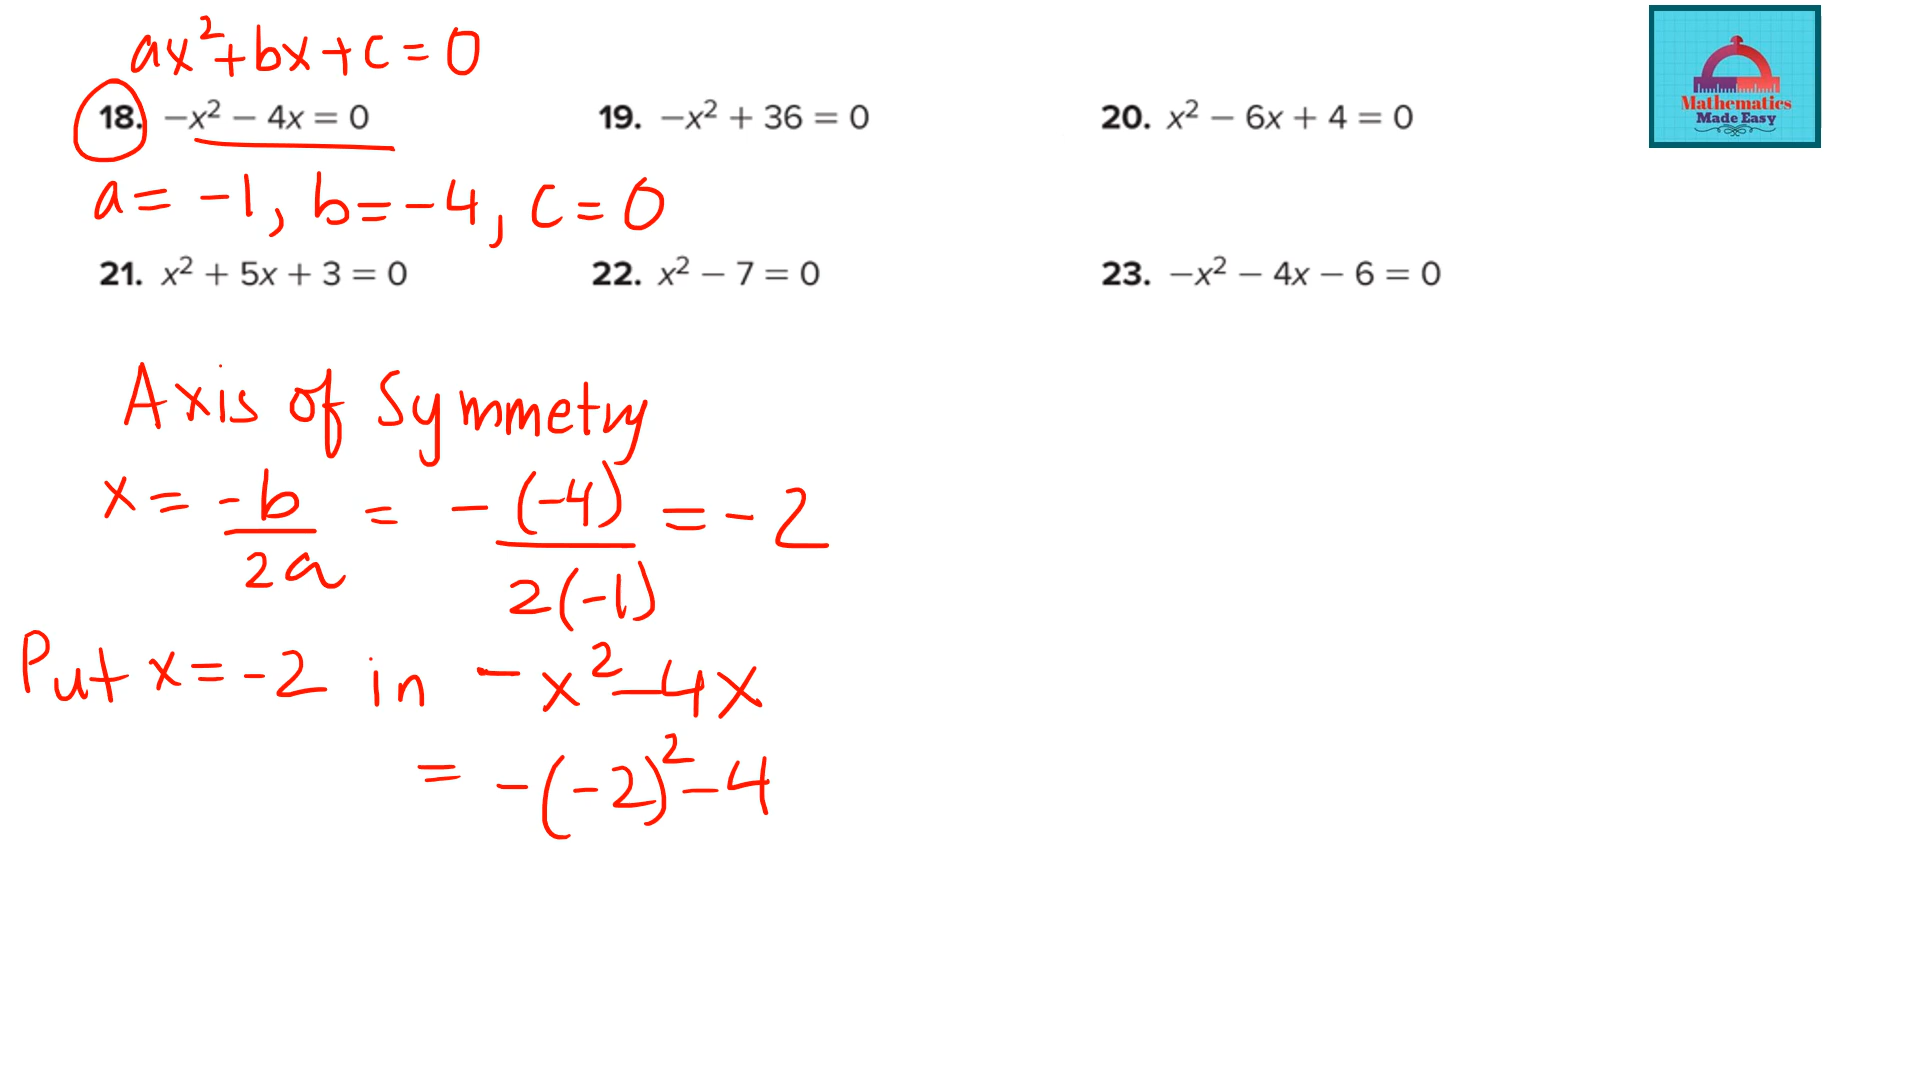 ax² + bx + c = 0
18. −x² − 4x = 0
19. −x² + 36 = 0
20. x² − 6x + 4 = 0
Mathematics
Made Easy
a = -1, b = -4, c = 0
21. x² + 5x + 3 = 0
22. x² − 7 = 0
23. −x² − 4x − 6 = 0
Axis of Symmetry
x = -b/2a = -(-4)/2(-1) = -2
Put x = -2 in -x² - 4x
= -(-2)² - 4